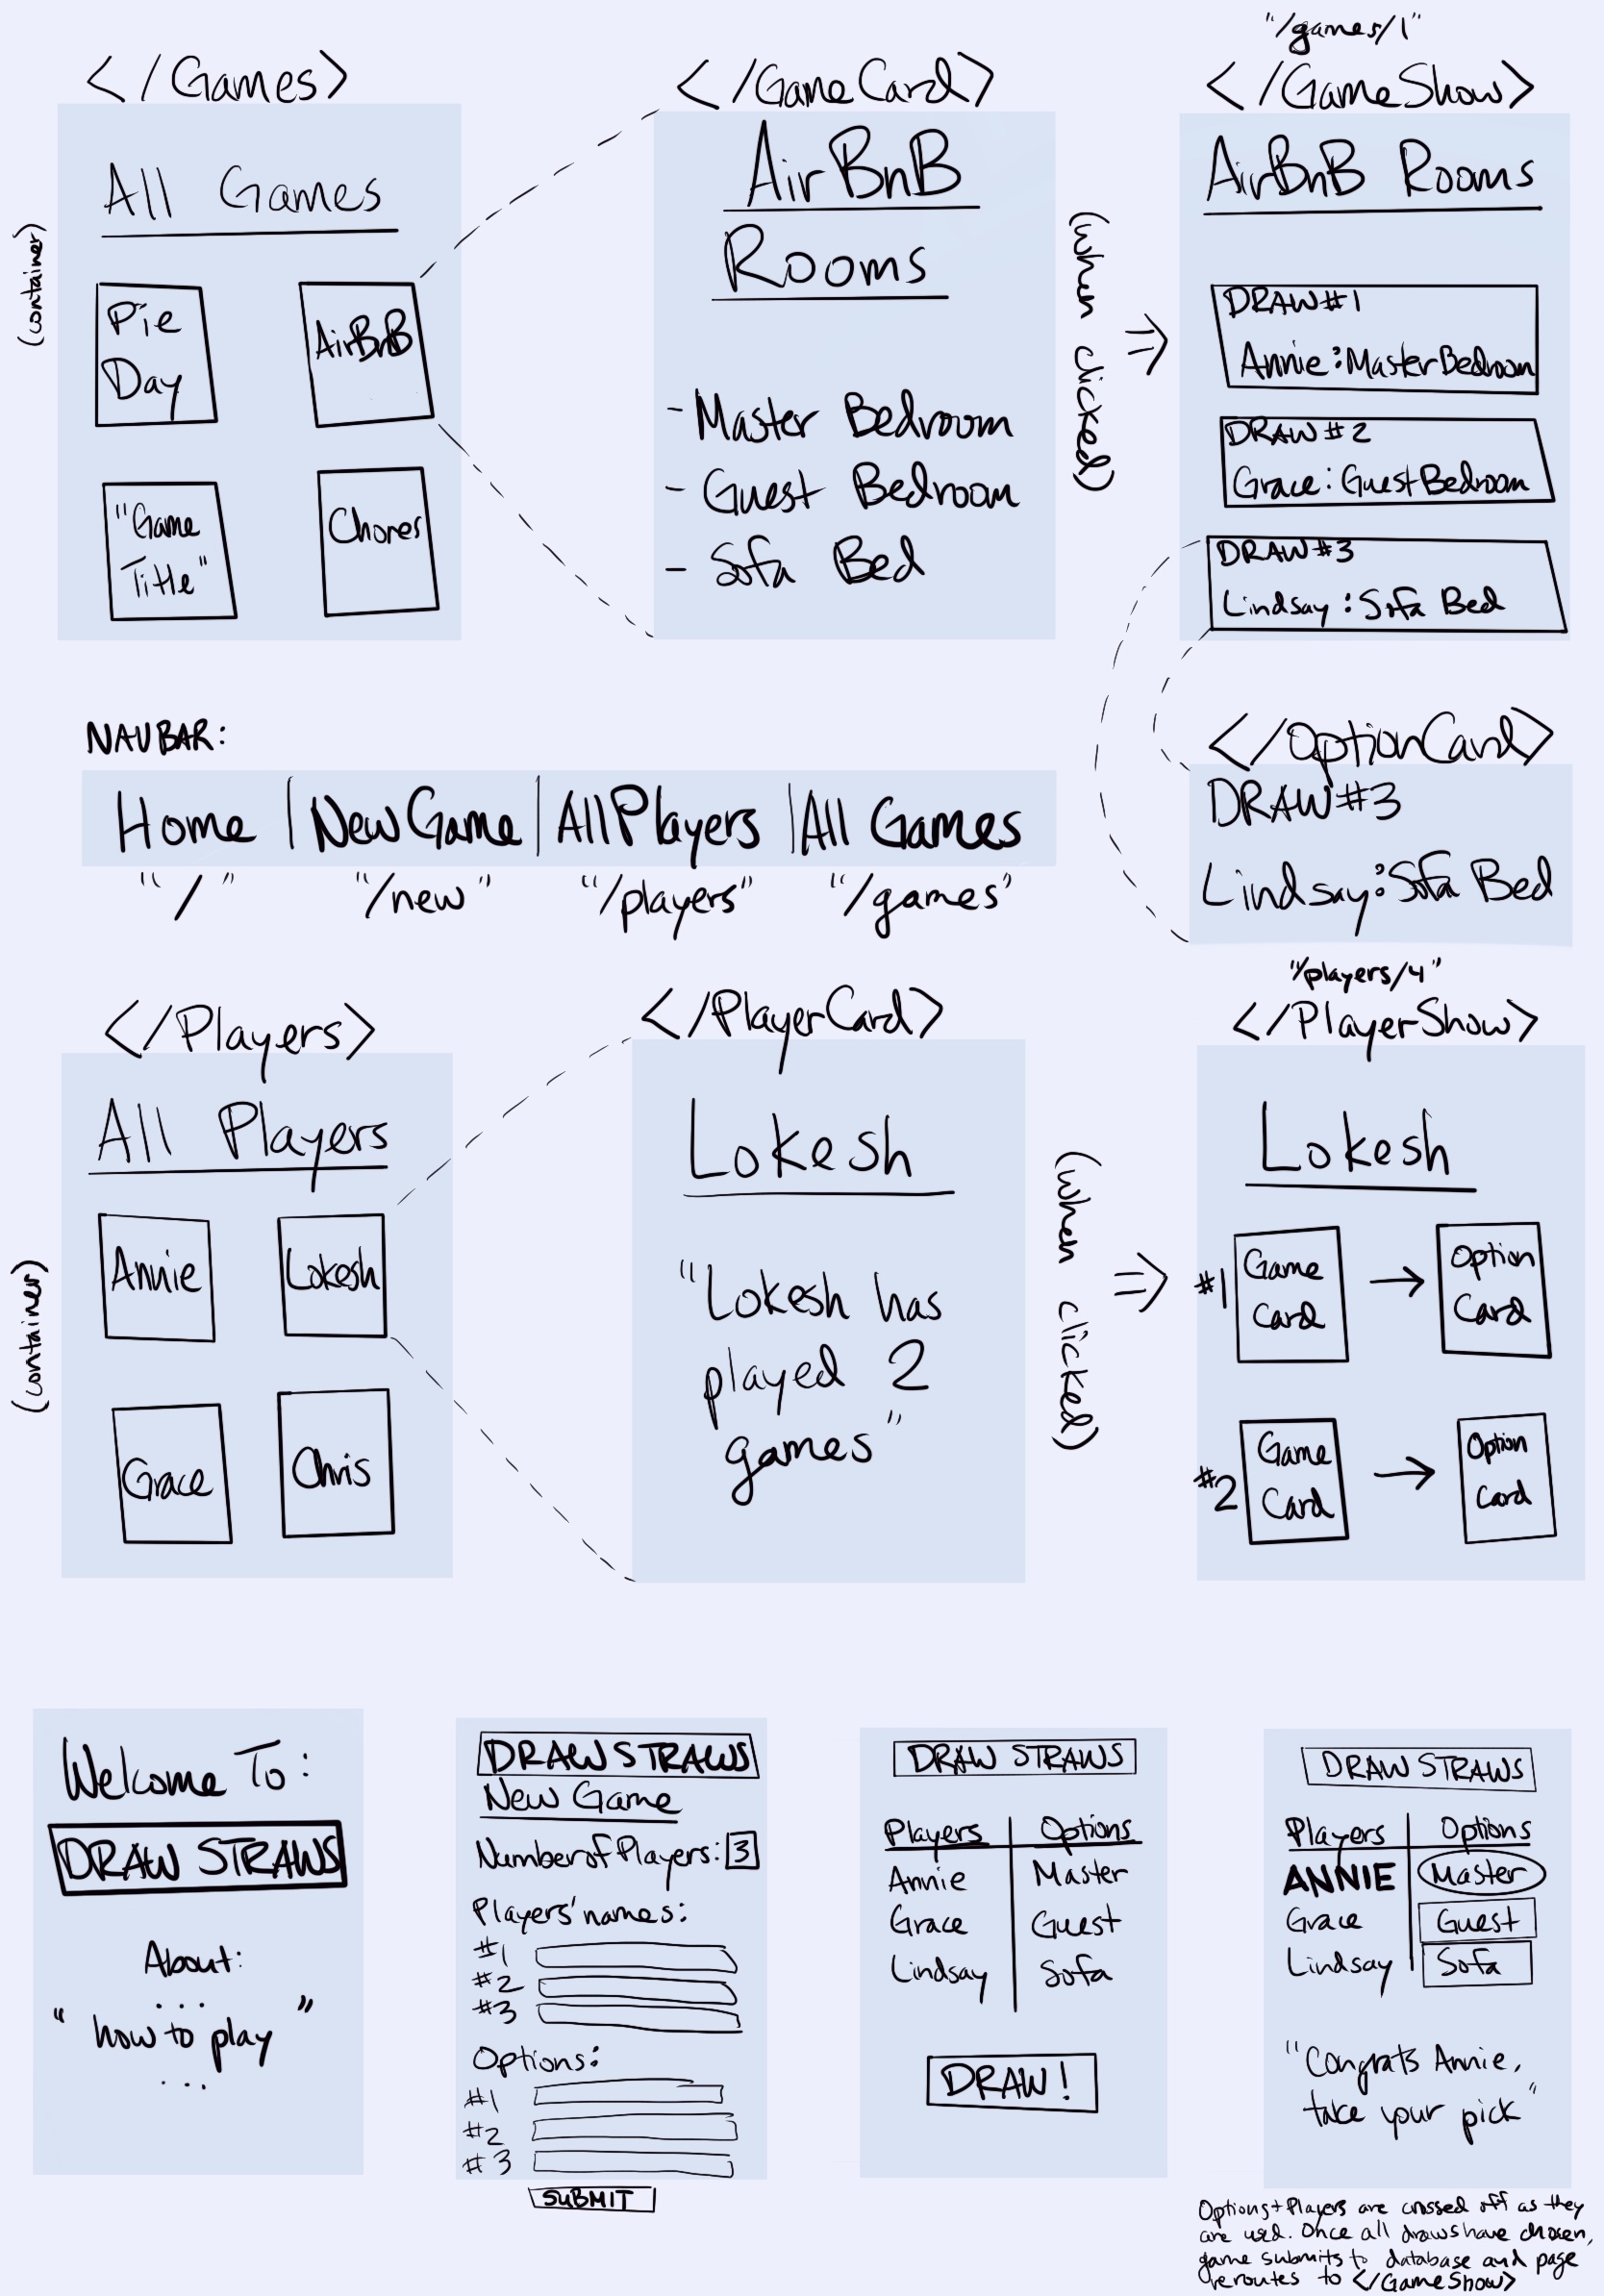 </Games>
(container)
All Games
Pie
Day
AirBnB
"Game
Title"
Chores
</GameCard>
AirBnB
Rooms
- Master Bedroom
- Guest Bedroom
- Sofa Bed
(when clicked)
⇒
"/games/1"
</GameShow>
AirBnB Rooms
DRAW#1
Annie: Master Bedroom
DRAW #2
Grace: Guest Bedroom
DRAW #3
Lindsay: Sofa Bed
</OptionCard>
DRAW#3
Lindsay: Sofa Bed
NAVBAR:
Home | New Game | All Players | All Games
"/" "/new" "/players" "/games"
</Players>
(container)
All Players
Annie
Lokesh
Grace
Chris
</PlayerCard>
Lokesh
"Lokesh has
played 2
games"
(when clicked)
⇒
"/players/4"
</PlayerShow>
Lokesh
#1 Game Card → Option Card
#2 Game Card → Option Card
Welcome To:
DRAW STRAWS
About:
...
" how to play "
...
DRAW STRAWS
New Game
Number of Players: 3
Players' names:
#1
#2
#3
Options:
#1
#2
#3
SUBMIT
DRAW STRAWS
Players | Options
Annie Master
Grace Guest
Lindsay Sofa
DRAW!
DRAW STRAWS
Players | Options
ANNIE Master
Grace Guest
Lindsay Sofa
"Congrats Annie,
take your pick"
Options + Players are crossed off as they
are used. Once all draws have chosen,
game submits to database and page
reroutes to </GameShow>